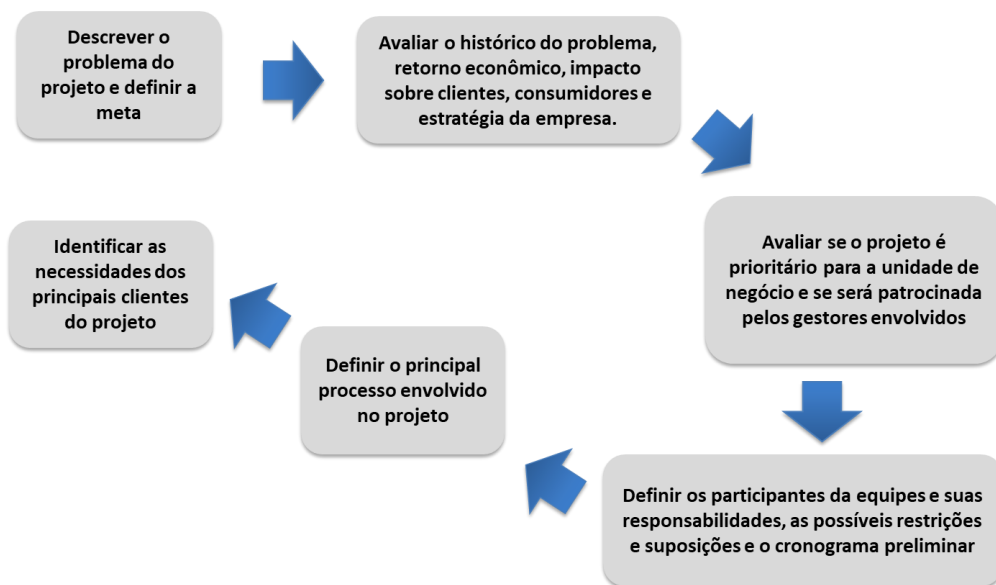 Descrever o
problema do
projeto e definir a
meta
Avaliar o histórico do problema,
retorno econômico, impacto
sobre clientes, consumidores e
estratégia da empresa.
Avaliar se o projeto é
prioritário para a unidade de
negócio e se será patrocinada
pelos gestores envolvidos
Definir os participantes da equipes e suas
responsabilidades, as possíveis restrições
e suposições e o cronograma preliminar
Definir o principal
processo envolvido
no projeto
Identificar as
necessidades dos
principais clientes
do projeto